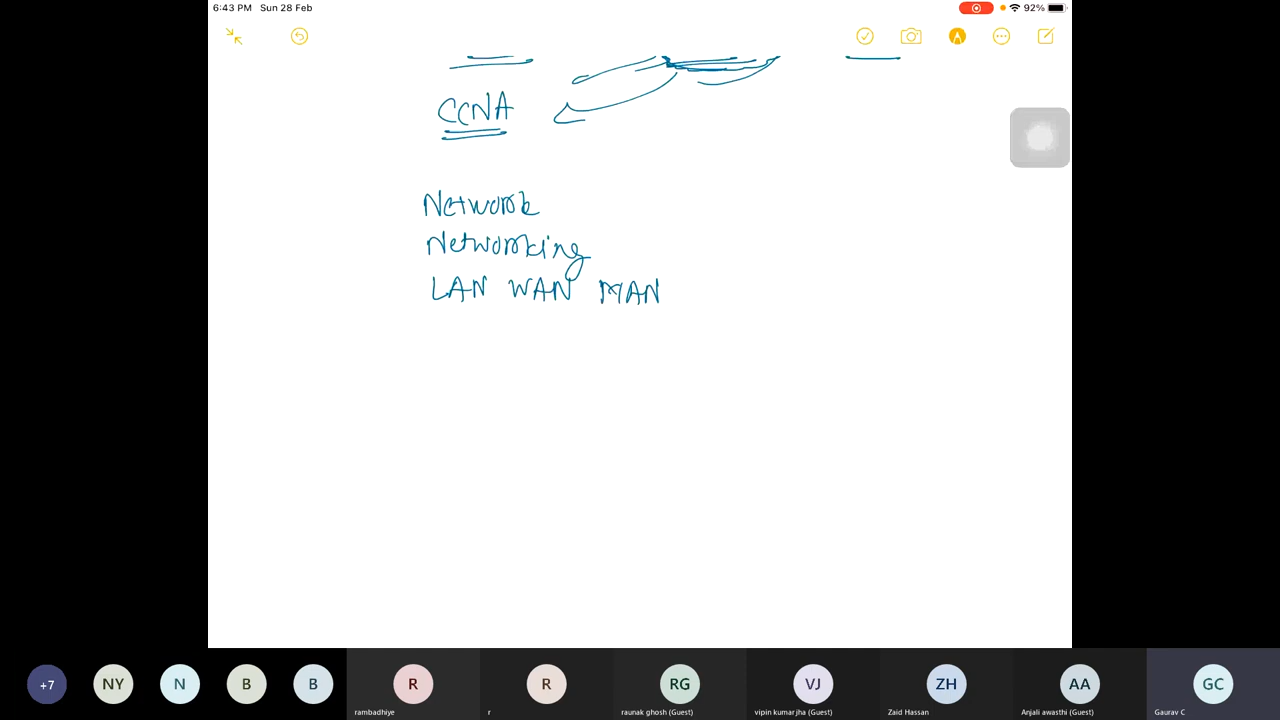 6:43 PM Sun 28 Feb 92%
CCNA
Network
Networking
LAN WAN MAN
+7 NY N B B R R RG VJ ZH AA GC
rambadhiye r raunak ghosh (Guest) vipin kumar jha (Guest) Zaid Hassan Anjali awasthi (Guest) Gaurav C